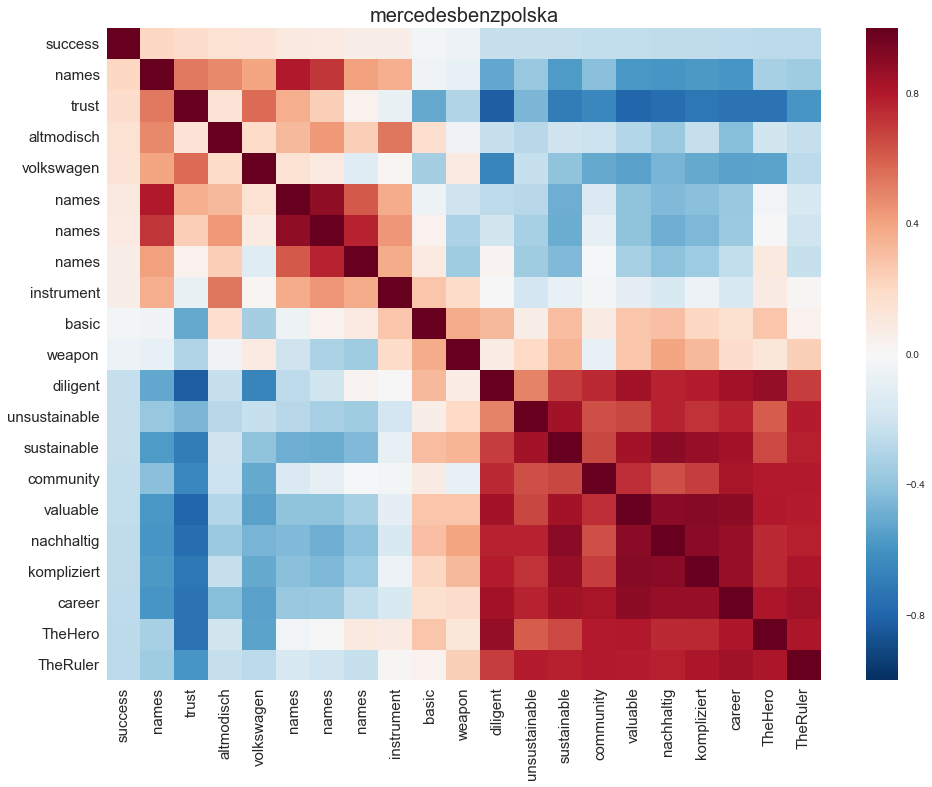 mercedesbenzpolska
success
names
trust
altmodisch
volkswagen
names
names
names
instrument
basic
weapon
diligent
unsustainable
sustainable
community
valuable
nachhaltig
kompliziert
career
TheHero
TheRuler
success
names
trust
altmodisch
volkswagen
names
names
names
instrument
basic
weapon
diligent
unsustainable
sustainable
community
valuable
nachhaltig
kompliziert
career
TheHero
TheRuler
0.8
0.4
0.0
−0.4
−0.8